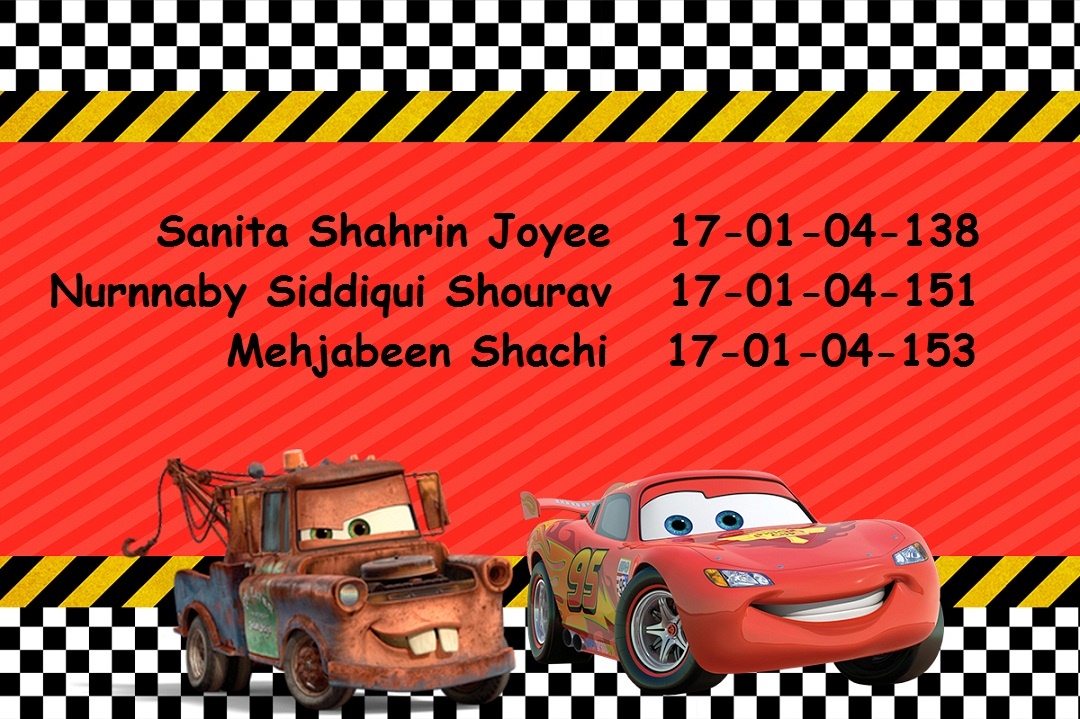 Sanita Shahrin Joyee 17-01-04-138
Nurnnaby Siddiqui Shourav 17-01-04-151
Mehjabeen Shachi 17-01-04-153
95